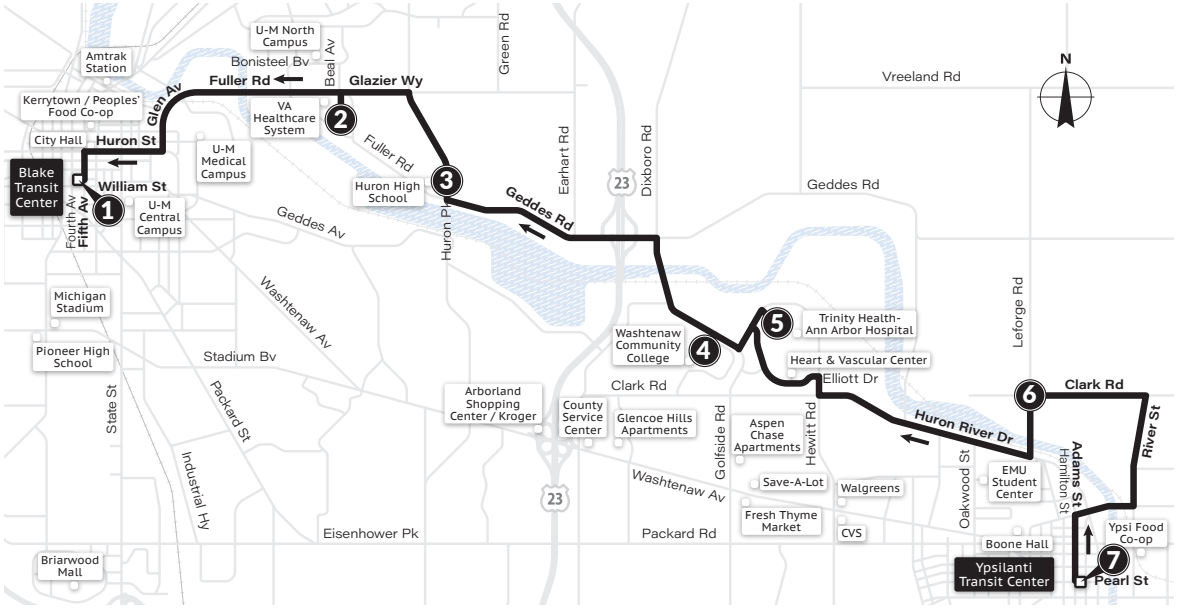 U-M North
Campus
Green Rd
N
Amtrak
Station
Bonisteel Bv
Beal Av
Fuller Rd
Glazier Wy
Vreeland Rd
Kerrytown / Peoples'
Food Co-op
Glen Av
VA
Healthcare
System
2
City Hall
Huron St
U-M
Medical
Campus
Fuller Rd
Earhart Rd
Dixboro Rd
Blake
Transit
Center
William St
1
Huron High
School
3
23
Geddes Rd
Fourth Av
Fifth Av
U-M
Central
Campus
Geddes Av
Huron Pk
Geddes Rd
Michigan
Stadium
Washtenaw Av
Leforge Rd
Pioneer High
School
Stadium Bv
Washtenaw
Community
College
4
5
Trinity Health-
Ann Arbor Hospital
Heart & Vascular Center
Elliott Dr
State St
Packard St
Arborland
Shopping
Center / Kroger
Clark Rd
6
Clark Rd
County
Service
Center
Glencoe Hills
Apartments
Golfside Rd
Aspen
Chase
Apartments
Hewitt Rd
Huron River Dr
River St
Industrial Hy
23
Washtenaw Av
Save-A-Lot
Walgreens
Oakwood St
EMU
Student
Center
Hamilton St
Adams St
Fresh Thyme
Market
CVS
Eisenhower Pk
Packard Rd
Boone Hall
Ypsi Food
Co-op
Briarwood
Mall
Ypsilanti
Transit Center
7
Pearl St